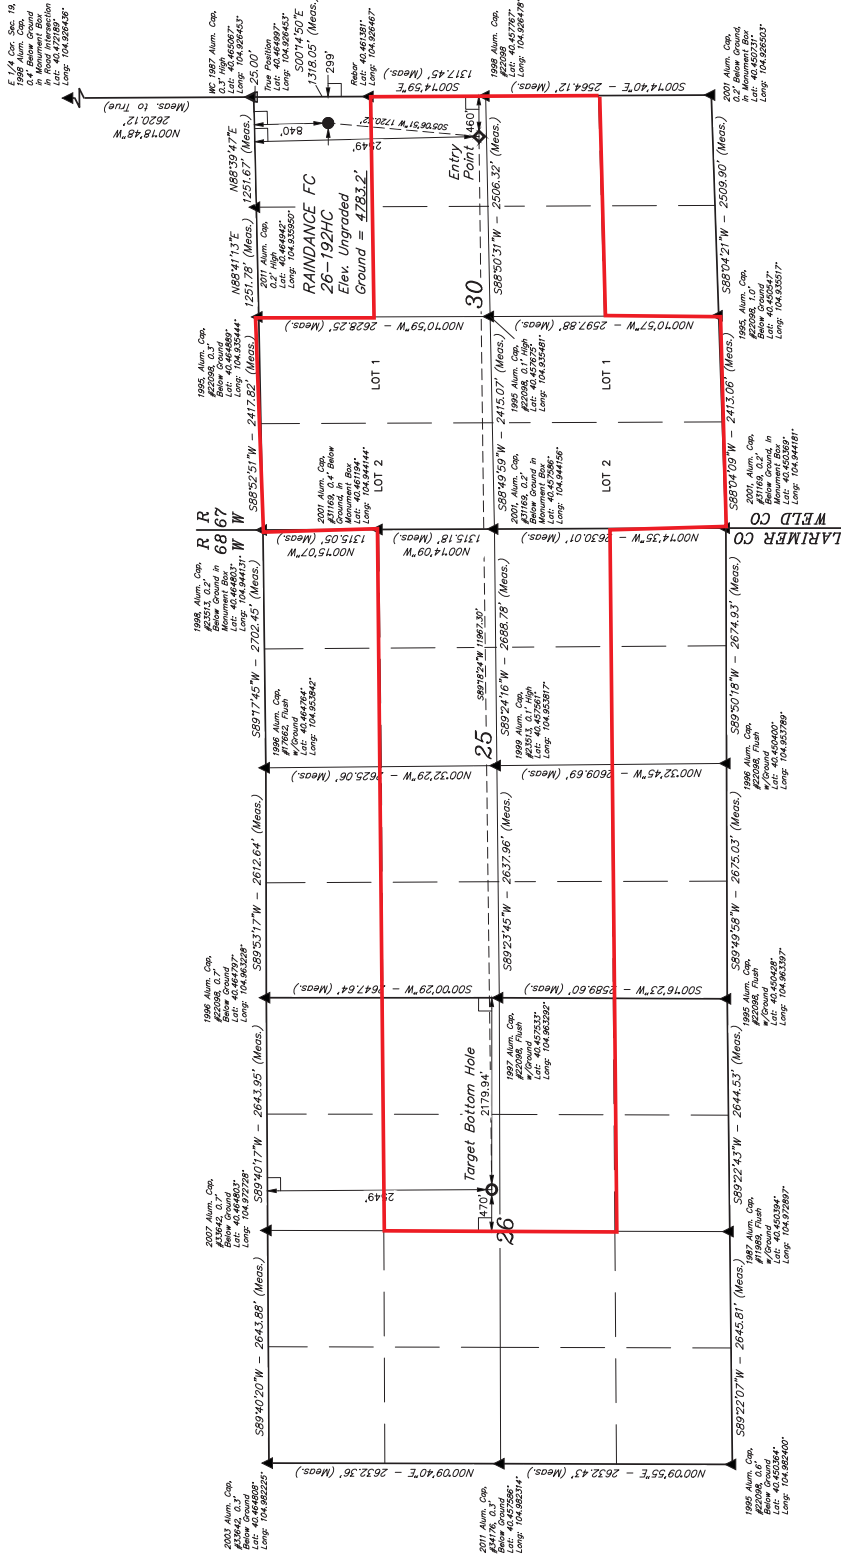 E 1/4 Cor. Sec. 19,
1998 Alum. Cap,
0.4' Below Ground
in Monument Box
in Road Intersection
Lat: 40.472189°
Long: 104.926436°
N00°18'48"W
2620.12'
(Meas. to True)
WC 1987 Alum. Cap,
0.3' High
Lat: 40.465067°
Long: 104.926453°
25.00'
True Position
Lat: 40.464997°
Long: 104.926453°
S00°14'50"E
1318.05' (Meas.)
299'
Rebar
Lat: 40.461381°
Long: 104.926467°
S00°14'59"E
1317.45' (Meas.)
1998 Alum. Cap,
#22098
Lat: 40.457767°
Long: 104.926478°
S00°14'40"E - 2564.12' (Meas.)
2001 Alum. Cap,
0.2' Below Ground,
in Monument Box
Lat: 40.450731°
Long: 104.926503°
N88°39'47"E
1251.67' (Meas.)
840'
2549'
S05°06'51"W 1720.12'
460'
Entry
Point
S88°50'31"W - 2506.32' (Meas.)
S88°04'21"W - 2509.90' (Meas.)
N88°41'13"E
1251.78' (Meas.)
2011 Alum. Cap,
0.2' High
Lat: 40.464942°
Long: 104.935950°
RAINDANCE FC
26-192HC
Elev. Ungraded
Ground = 4783.2'
30
1995, Alum. Cap,
#22098, 0.3'
Below Ground
Lat: 40.464889°
Long: 104.935444°
N00°10'59"W - 2628.25' (Meas.)
N00°10'57"W - 2597.88' (Meas.)
1995, Alum. Cap,
#22098, 1.0'
Below Ground
Lat: 40.450547°
Long: 104.935517°
S88°52'51"W - 2417.82' (Meas.)
LOT 1
LOT 1
1995 Alum. Cap,
#22098, 0.1' High
Lat: 40.457675°
Long: 104.935481°
S88°49'59"W - 2415.07' (Meas.)
S88°04'09"W - 2413.06' (Meas.)
LOT 2
LOT 2
2001 Alum. Cap,
#31169, 0.4' Below
Ground, in
Monument Box
Lat: 40.461194°
Long: 104.944144°
2001, Alum. Cap,
#31169, 0.2'
Below Ground in
Monument Box
Lat: 40.457586°
Long: 104.944156°
2001, Alum. Cap,
#31169, 0.2'
Below Ground, in
Monument Box
Lat: 40.450369°
Long: 104.944181°
R R
68 67
W W
WELD CO
LARIMER CO
1998, Alum. Cap,
#23513, 0.2'
Below Ground in
Monument Box
Lat: 40.464803°
Long: 104.944131°
N00°15'07"W
1315.05' (Meas.)
N00°14'09"W
1315.18' (Meas.)
N00°14'35"W - 2630.01' (Meas.)
S89°17'45"W - 2702.45' (Meas.)
S89°18'24"W 11967.30'
S89°24'16"W - 2688.78' (Meas.)
S89°50'18"W - 2674.93' (Meas.)
1996 Alum. Cap,
#17662, Flush
w/Ground
Lat: 40.464764°
Long: 104.953842°
25
1999 Alum. Cap,
#23513, 0.1' High
Lat: 40.457561°
Long: 104.953817°
1996 Alum. Cap,
#22098, Flush
w/Ground
Lat: 40.450400°
Long: 104.953789°
N00°32'29"W - 2625.06' (Meas.)
N00°32'45"W - 2609.69' (Meas.)
S89°53'17"W - 2612.64' (Meas.)
S89°23'45"W - 2637.96' (Meas.)
S89°49'58"W - 2675.03' (Meas.)
1996 Alum. Cap,
#22098, 0.7'
Below Ground
Lat: 40.464797°
Long: 104.963228°
S00°00'29"W - 2647.64' (Meas.)
S00°16'23"W - 2589.60' (Meas.)
1997 Alum. Cap,
#22098, Flush
w/Ground
Lat: 40.457533°
Long: 104.963292°
1995 Alum. Cap,
#22098, Flush
w/Ground
Lat: 40.450428°
Long: 104.963397°
S89°40'17"W - 2643.95' (Meas.)
Target Bottom Hole
2179.94'
S89°22'43"W - 2644.53' (Meas.)
2549'
470'
26
2007 Alum. Cap,
#33642, 0.7'
Below Ground
Lat: 40.464803°
Long: 104.972728°
1987 Alum. Cap,
#11989, Flush
w/Ground
Lat: 40.450394°
Long: 104.972897°
S89°40'20"W - 2643.88' (Meas.)
S89°22'07"W - 2645.81' (Meas.)
N00°09'40"E - 2632.36' (Meas.)
N00°09'55"E - 2632.43' (Meas.)
2003 Alum. Cap,
#33642, 0.3'
Below Ground
Lat: 40.464808°
Long: 104.982225°
2011 Alum. Cap,
#34176, 0.3'
Below Ground
Lat: 40.457586°
Long: 104.982314°
1995 Alum. Cap,
#22098, 0.6'
Below Ground
Lat: 40.450364°
Long: 104.982400°